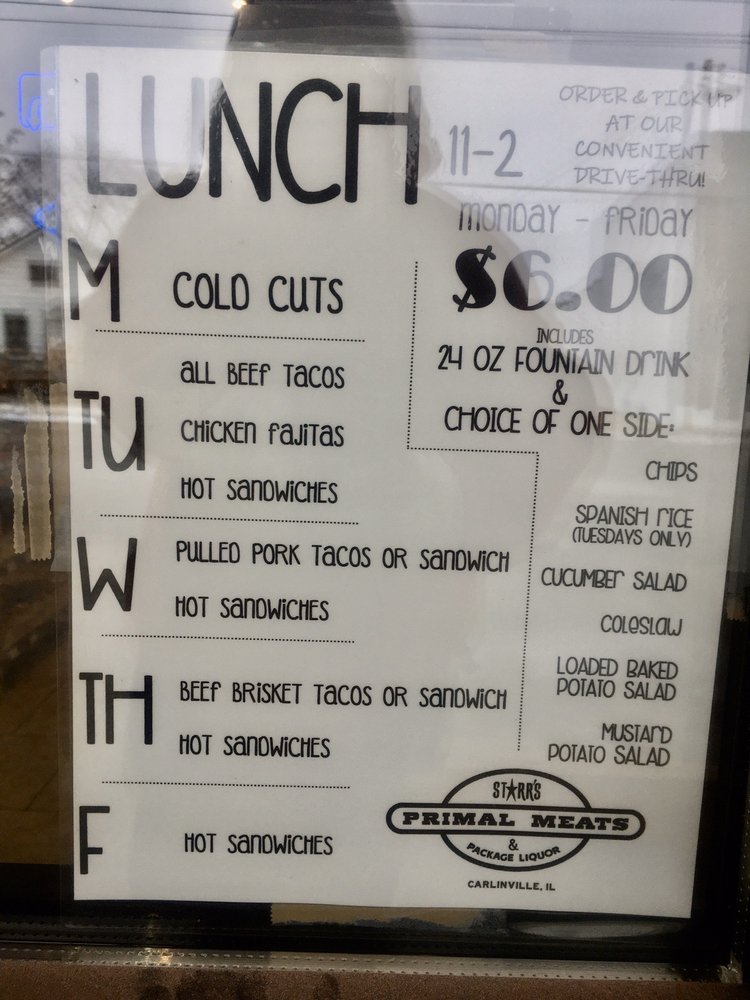 LUNCH
11-2
ORDER & PICK UP
AT OUR
CONVENIENT
DRIVE-THRU!
MONDAY - FRIDAY
$6.00
INCLUDES
24 OZ FOUNTAIN DRINK
&
CHOICE OF ONE SIDE:
CHIPS
SPANISH RICE
(TUESDAYS ONLY)
CUCUMBER SALAD
COLESLAW
LOADED BAKED
POTATO SALAD
MUSTARD
POTATO SALAD
M
COLD CUTS
TU
ALL BEEF TACOS
CHICKEN FAJITAS
HOT SANDWICHES
W
PULLED PORK TACOS OR SANDWICH
HOT SANDWICHES
TH
BEEF BRISKET TACOS OR SANDWICH
HOT SANDWICHES
F
HOT SANDWICHES
ST★RR'S
PRIMAL MEATS
&
PACKAGE LIQUOR
CARLINVILLE, IL